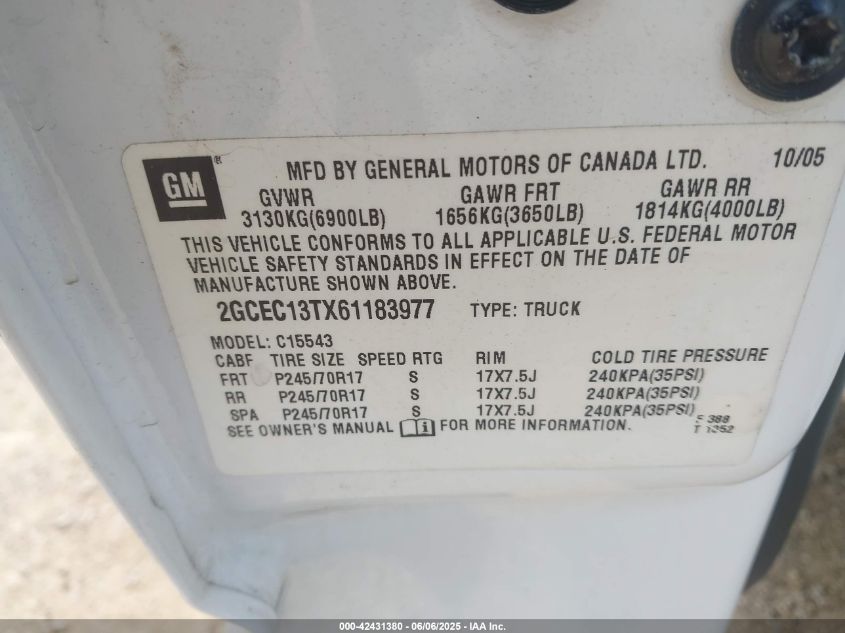 GM ® MFD BY GENERAL MOTORS OF CANADA LTD. 10/05
GVWR GAWR FRT GAWR RR
3130KG(6900LB) 1656KG(3650LB) 1814KG(4000LB)
THIS VEHICLE CONFORMS TO ALL APPLICABLE U.S. FEDERAL MOTOR
VEHICLE SAFETY STANDARDS IN EFFECT ON THE DATE OF
MANUFACTURE SHOWN ABOVE.
2GCEC13TX61183977 TYPE: TRUCK
MODEL: C15543
TIRE SIZE SPEED RTG RIM COLD TIRE PRESSURE
FRT P245/70R17 S 17X7.5J 240KPA(35PSI)
RR P245/70R17 S 17X7.5J 240KPA(35PSI)
SPA P245/70R17 S 17X7.5J 240KPA(35PSI)
SEE OWNER'S MANUAL i FOR MORE INFORMATION.
388
T 1352
000-42431380 - 06/06/2025 - IAA Inc.